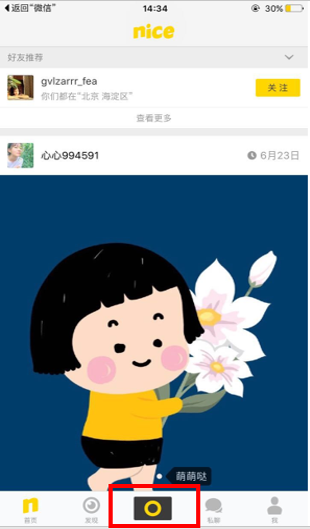 返回“微信”
14:34
30%
nice
好友推荐
gvlzarrr_fea
关 注
你们都在“北京 海淀区”
查看更多
心心994591
6月23日
萌萌哒
n
首页
发现
私聊
我